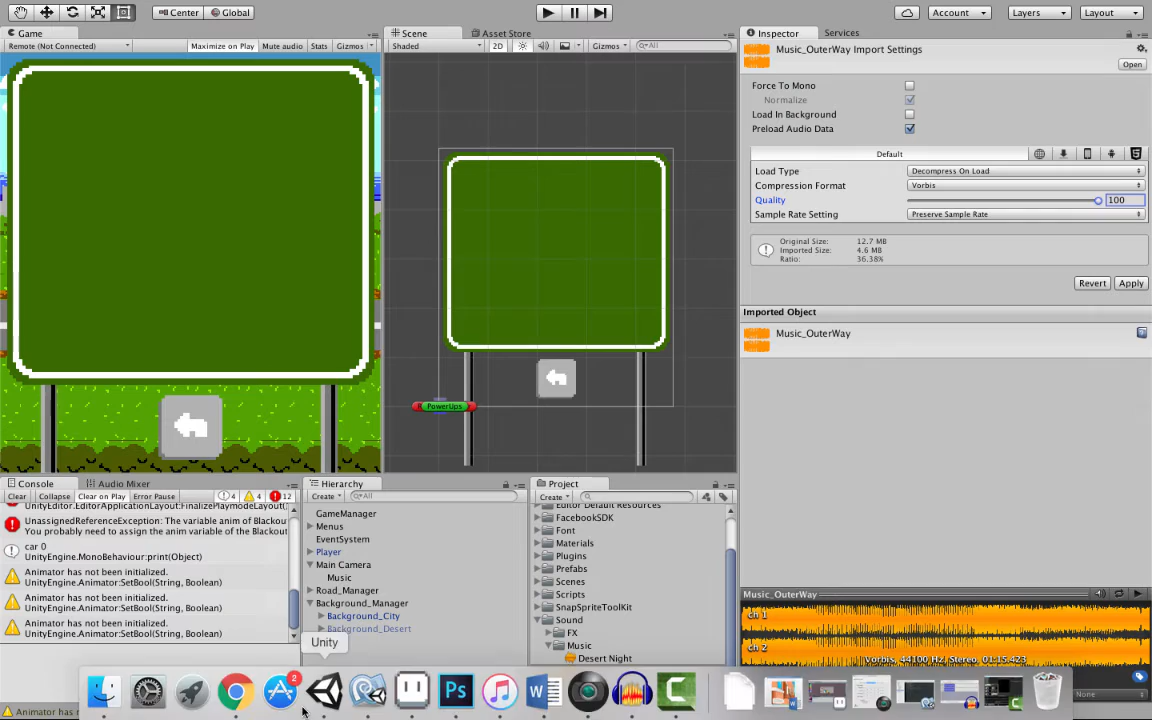 Center Global Account Layers Layout
Game Scene Asset Store Inspector Services
Remote (Not Connected) Maximize on Play Mute audio Stats Gizmos Shaded 2D Gizmos All
Music_OuterWay Import Settings
Open
Force To Mono
Normalize
Load In Background
Preload Audio Data
Default
Load Type Decompress On Load
Compression Format Vorbis
Quality 100
Sample Rate Setting Preserve Sample Rate
Original Size: 12.7 MB
Imported Size: 4.6 MB
Ratio: 36.38%
Revert Apply
Imported Object
Music_OuterWay
PowerUps
Console Audio Mixer
Clear Collapse Clear on Play Error Pause 4 4 12
UnityEditor.EditorApplicationLayout:FinalizePlaymodeLayout(
UnassignedReferenceException: The variable anim of Blackou
You probably need to assign the anim variable of the Blackou
car 0
UnityEngine.MonoBehaviour:print(Object)
Animator has not been initialized.
UnityEngine.Animator:SetBool(String, Boolean)
Animator has not been initialized.
UnityEngine.Animator:SetBool(String, Boolean)
Animator has not been initialized.
UnityEngine.Animator:SetBool(String, Boolean)
Animator has n
Hierarchy
Create All
GameManager
Menus
EventSystem
Player
Main Camera
Music
Road_Manager
Background_Manager
Background_City
Background_Desert
Project
Create
Editor Default Resources
FacebookSDK
Font
Materials
Plugins
Prefabs
Scenes
Scripts
SnapSpriteToolKit
Sound
FX
Music
Desert Night
Music_OuterWay
ch 1
ch 2
Vorbis, 44100 Hz, Stereo, 01:15.423
None
Unity
2
Ps
W